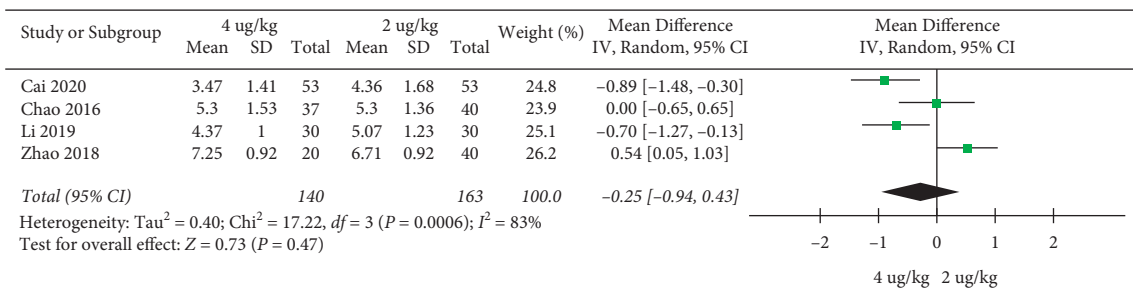 Study or Subgroup 4 ug/kg 2 ug/kg Weight (%) Mean Difference Mean Difference
Mean SD Total Mean SD Total IV, Random, 95% CI IV, Random, 95% CI
Cai 2020 3.47 1.41 53 4.36 1.68 53 24.8 –0.89 [–1.48, –0.30]
Chao 2016 5.3 1.53 37 5.3 1.36 40 23.9 0.00 [–0.65, 0.65]
Li 2019 4.37 1 30 5.07 1.23 30 25.1 –0.70 [–1.27, –0.13]
Zhao 2018 7.25 0.92 20 6.71 0.92 40 26.2 0.54 [0.05, 1.03]
Total (95% CI) 140 163 100.0 –0.25 [–0.94, 0.43]
Heterogeneity: Tau² = 0.40; Chi² = 17.22, df = 3 (P = 0.0006); I² = 83%
Test for overall effect: Z = 0.73 (P = 0.47)
–2 –1 0 1 2
4 ug/kg 2 ug/kg